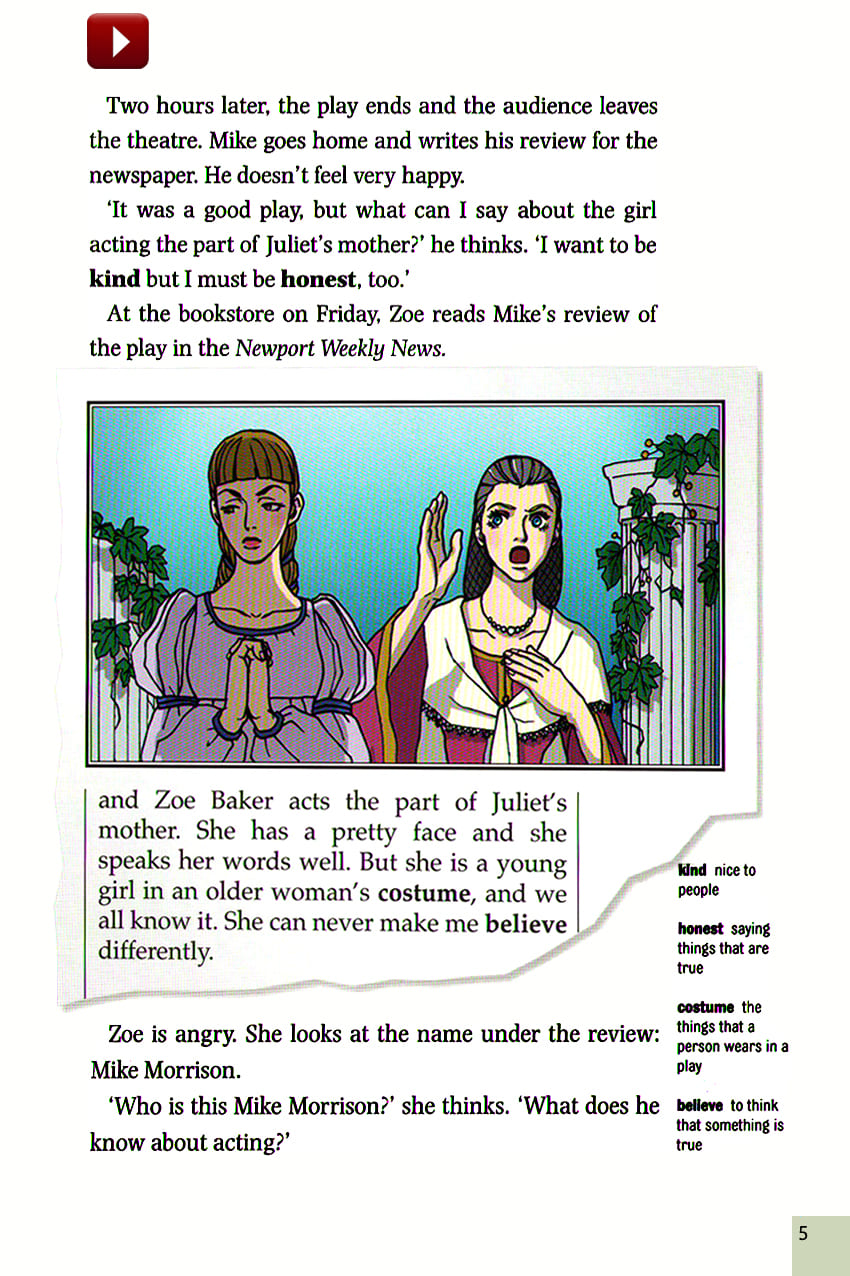 Two hours later, the play ends and the audience leaves
the theatre. Mike goes home and writes his review for the
newspaper. He doesn't feel very happy.
‘It was a good play, but what can I say about the girl
acting the part of Juliet’s mother?’ he thinks. ‘I want to be
kind but I must be honest, too.’
At the bookstore on Friday, Zoe reads Mike’s review of
the play in the Newport Weekly News.
and Zoe Baker acts the part of Juliet’s
mother. She has a pretty face and she
speaks her words well. But she is a young
girl in an older woman’s costume, and we
all know it. She can never make me believe
differently.
Zoe is angry. She looks at the name under the review:
Mike Morrison.
‘Who is this Mike Morrison?’ she thinks. ‘What does he
know about acting?’
kind nice to
people
honest saying
things that are
true
costume the
things that a
person wears in a
play
believe to think
that something is
true
5